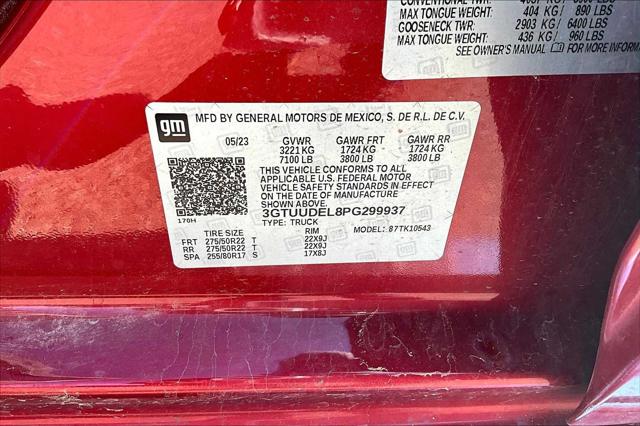 MAX TONGUE WEIGHT: 404 KG / 890 LBS
GOOSENECK TWR: 2903 KG / 6400 LBS
MAX TONGUE WEIGHT: 436 KG / 960 LBS
SEE OWNER'S MANUAL FOR MORE INFORM
gm
MFD BY GENERAL MOTORS DE MEXICO, S. DE R.L. DE C.V.
05/23 GVWR GAWR FRT GAWR RR
3221 KG 1724 KG 1724 KG
7100 LB 3800 LB 3800 LB
THIS VEHICLE CONFORMS TO ALL
APPLICABLE U.S. FEDERAL MOTOR
VEHICLE SAFETY STANDARDS IN EFFECT
ON THE DATE OF MANUFACTURE
SHOWN ABOVE.
3GTUUDEL8PG299937
170H TYPE: TRUCK MODEL: 87TK10543
TIRE SIZE RIM
FRT 275/50R22 T 22X9J
RR 275/50R22 T 22X9J
SPA 255/80R17 S 17X8J